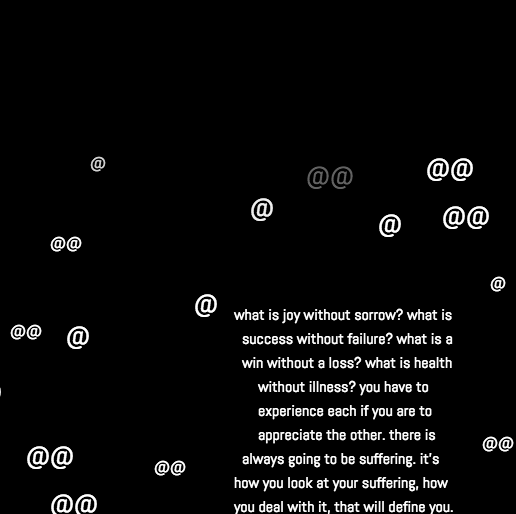 @
@@
@@
@
@@
@
@@
@
@
what is joy without sorrow? what is
success without failure? what is a
@@
@
win without a loss? what is health
without illness? you have to
experience each if you are to
appreciate the other. there is
@@
always going to be suffering. it's
@@
@@
how you look at your suffering, how
@@
you deal with it, that will define you.